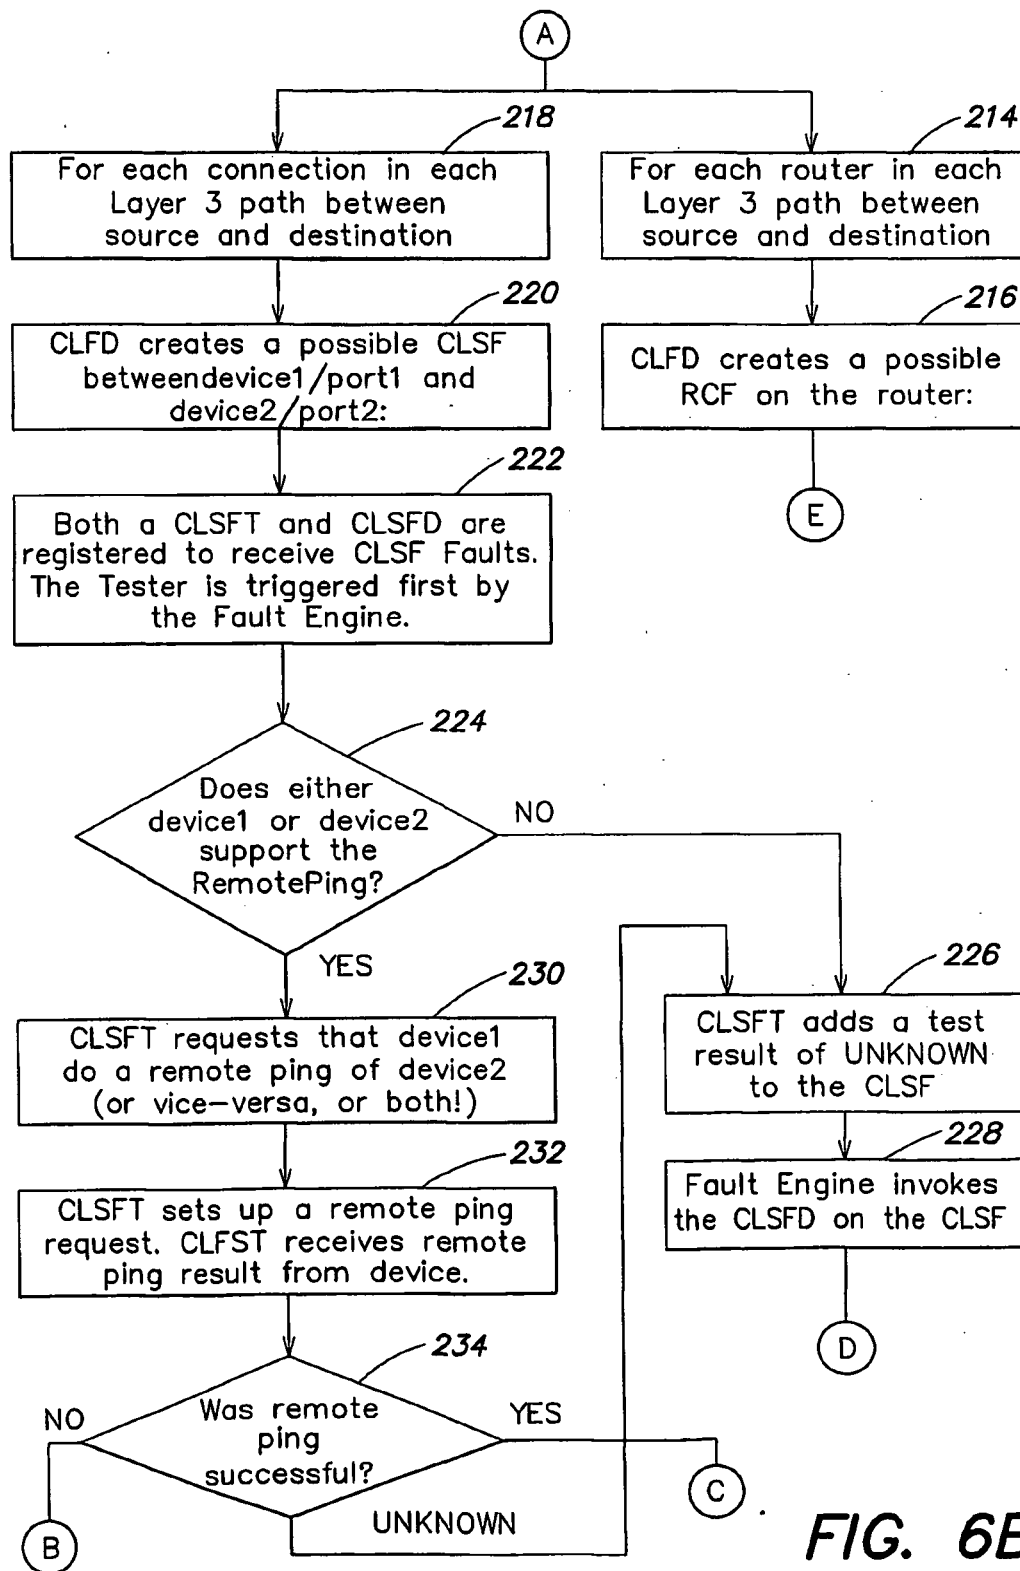 A
218
For each connection in each
Layer 3 path between
source and destination
214
For each router in each
Layer 3 path between
source and destination
220
CLFD creates a possible CLSF
betweendevice1/port1 and
device2/port2:
216
CLFD creates a possible
RCF on the router:
E
222
Both a CLSFT and CLSFD are
registered to receive CLSF Faults.
The Tester is triggered first by
the Fault Engine.
224
Does either
device1 or device2
support the
RemotePing?
NO
YES
226
CLSFT adds a test
result of UNKNOWN
to the CLSF
228
Fault Engine invokes
the CLSFD on the CLSF
D
230
CLSFT requests that device1
do a remote ping of device2
(or vice-versa, or both!)
232
CLSFT sets up a remote ping
request. CLFST receives remote
ping result from device.
234
Was remote
ping
successful?
NO
YES
UNKNOWN
B
C
FIG. 6B